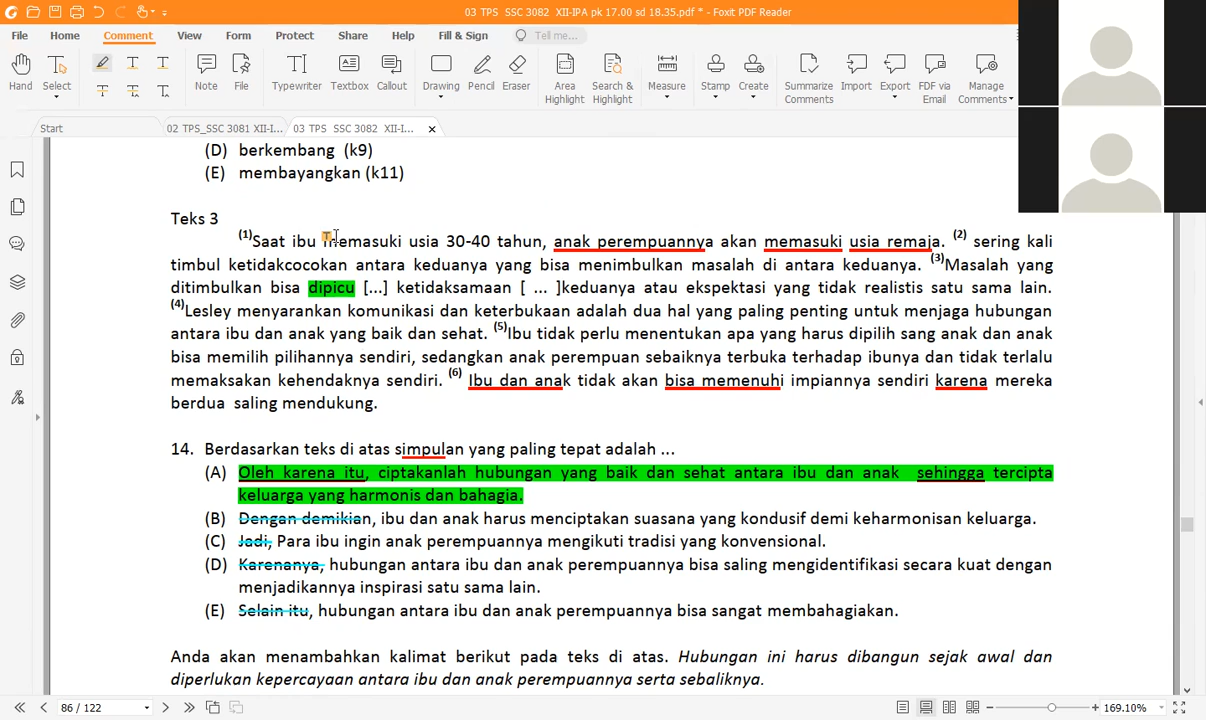 03 TPS SSC 3082 XII-IPA pk 17.00 sd 18.35.pdf * - Foxit PDF Reader
File Home Comment View Form Protect Share Help Fill & Sign Tell me...
Hand Select Note File Typewriter Textbox Callout Drawing Pencil Eraser Area Highlight Search & Highlight Measure Stamp Create Summarize Comments Import Export FDF via Email Manage Comments
Start 02 TPS_SSC 3081 XII-I... 03 TPS SSC 3082 XII-I...
(D) berkembang (k9)
(E) membayangkan (k11)
Teks 3
(1)Saat ibu memasuki usia 30-40 tahun, anak perempuannya akan memasuki usia remaja. (2) sering kali
timbul ketidakcocokan antara keduanya yang bisa menimbulkan masalah di antara keduanya. (3)Masalah yang
ditimbulkan bisa dipicu [...] ketidaksamaan [ ... ]keduanya atau ekspektasi yang tidak realistis satu sama lain.
(4)Lesley menyarankan komunikasi dan keterbukaan adalah dua hal yang paling penting untuk menjaga hubungan
antara ibu dan anak yang baik dan sehat. (5)Ibu tidak perlu menentukan apa yang harus dipilih sang anak dan anak
bisa memilih pilihannya sendiri, sedangkan anak perempuan sebaiknya terbuka terhadap ibunya dan tidak terlalu
memaksakan kehendaknya sendiri. (6) Ibu dan anak tidak akan bisa memenuhi impiannya sendiri karena mereka
berdua saling mendukung.
14. Berdasarkan teks di atas simpulan yang paling tepat adalah ...
(A) Oleh karena itu, ciptakanlah hubungan yang baik dan sehat antara ibu dan anak sehingga tercipta
keluarga yang harmonis dan bahagia.
(B) Dengan demikian, ibu dan anak harus menciptakan suasana yang kondusif demi keharmonisan keluarga.
(C) Jadi, Para ibu ingin anak perempuannya mengikuti tradisi yang konvensional.
(D) Karenanya, hubungan antara ibu dan anak perempuannya bisa saling mengidentifikasi secara kuat dengan
menjadikannya inspirasi satu sama lain.
(E) Selain itu, hubungan antara ibu dan anak perempuannya bisa sangat membahagiakan.
Anda akan menambahkan kalimat berikut pada teks di atas. Hubungan ini harus dibangun sejak awal dan
diperlukan kepercayaan antara ibu dan anak perempuannya serta sebaliknya.
86 / 122 169.10%